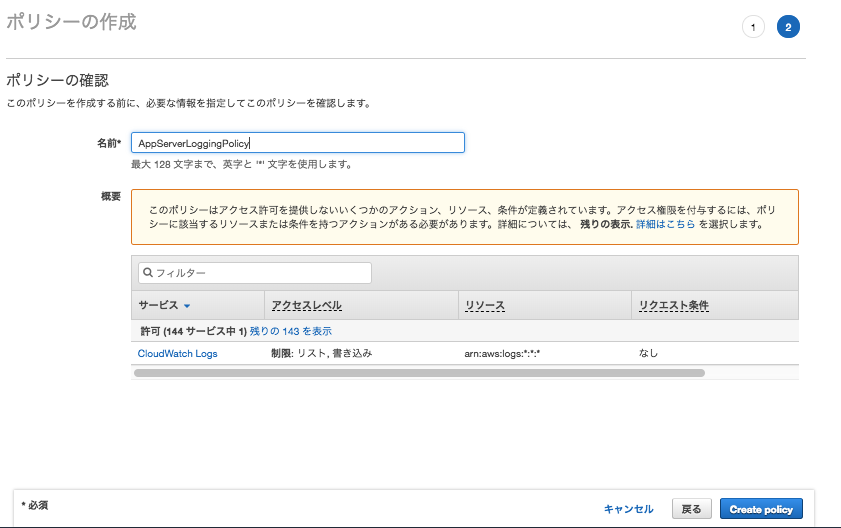 ポリシーの作成
1
2
ポリシーの確認
このポリシーを作成する前に、必要な情報を指定してこのポリシーを確認します。
名前* AppServerLoggingPolicy
最大 128 文字まで、英字と '*' 文字を使用します。
概要
このポリシーはアクセス許可を提供しないいくつかのアクション、リソース、条件が定義されています。アクセス権限を付与するには、ポリ
シーに該当するリソースまたは条件を持つアクションがある必要があります。詳細については、 残りの表示. 詳細はこちら を選択します。
フィルター
サービス アクセスレベル リソース リクエスト条件
許可 (144 サービス中 1) 残りの 143 を表示
CloudWatch Logs 制限: リスト, 書き込み arn:aws:logs:*:*:* なし
* 必須
キャンセル 戻る Create policy